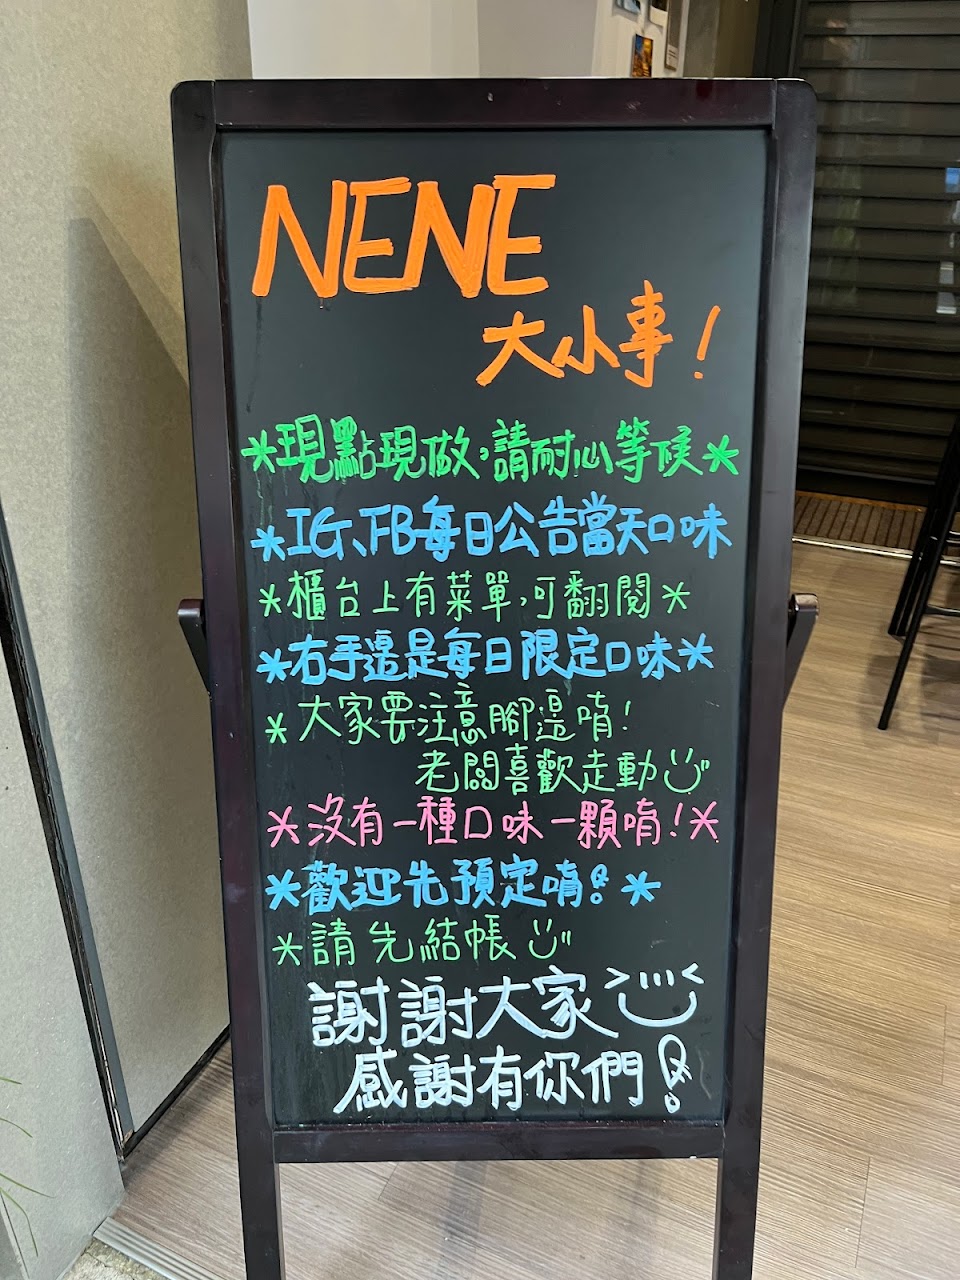 NENE
大小事！
*現點現做，請耐心等候*
*IG、FB每日公告當天口味
*櫃台上有菜單，可翻閱*
*右手邊是每日限定口味*
*大家要注意腳邊唷！
老闆喜歡走動
*沒有一種口味一顆唷！*
*歡迎先預定唷！*
*請先結帳
謝謝大家
感謝有你們！